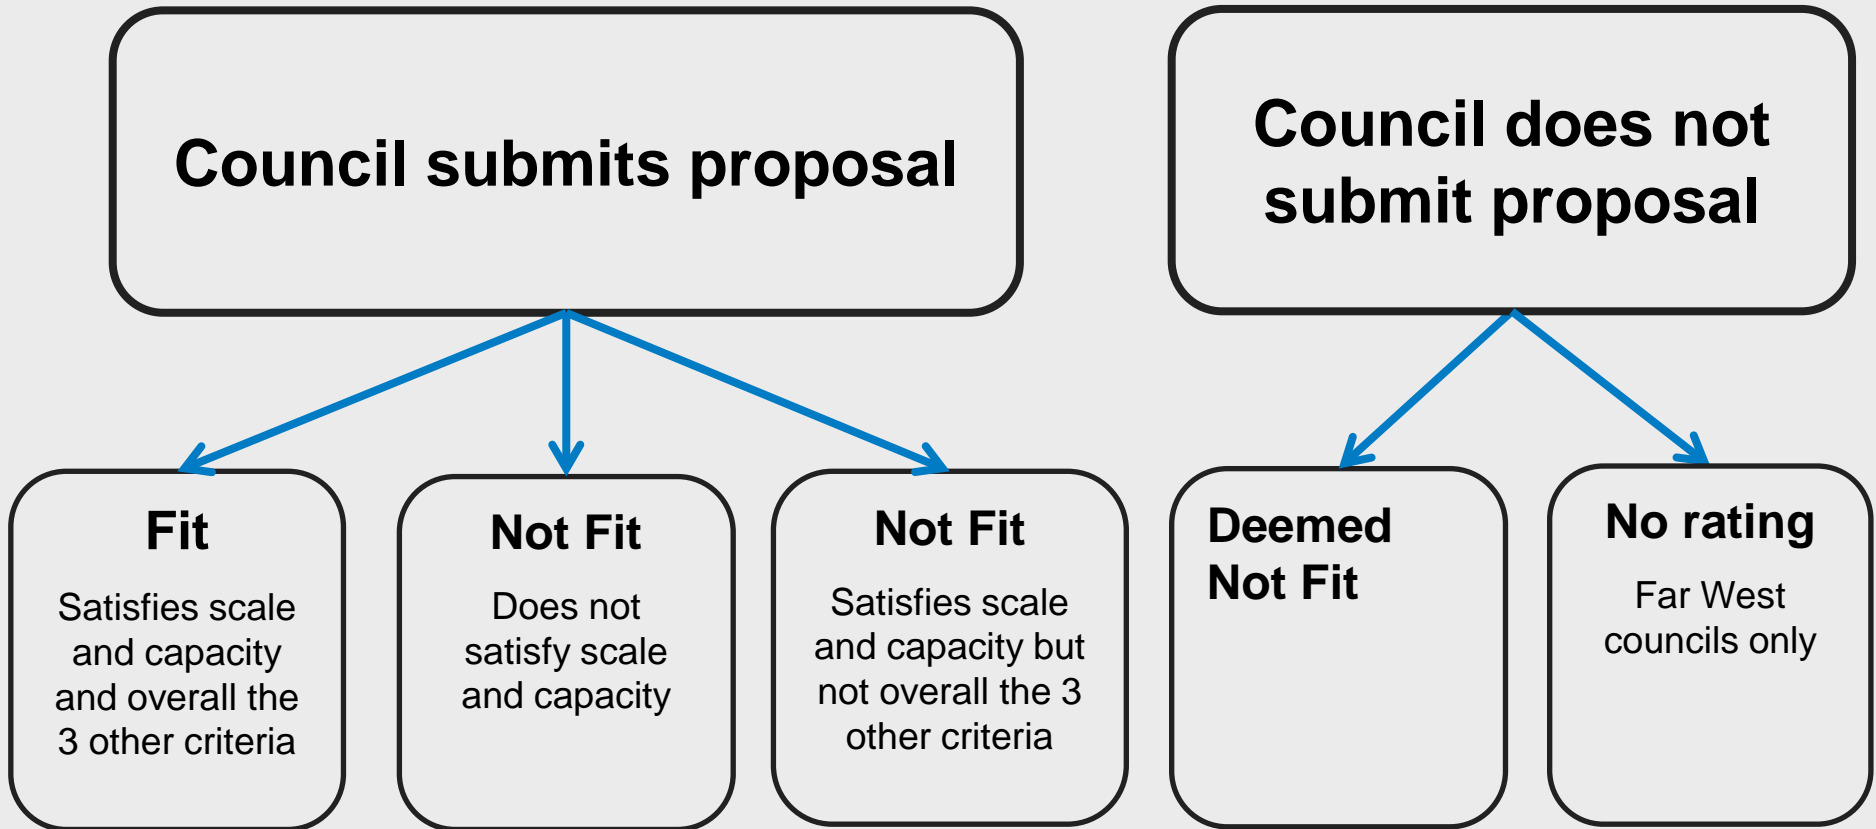 Council submits proposal
Council does not
submit proposal
Fit
Satisfies scale
and capacity
and overall the
3 other criteria
Not Fit
Does not
satisfy scale
and capacity
Not Fit
Satisfies scale
and capacity but
not overall the 3
other criteria
Deemed
Not Fit
No rating
Far West
councils only